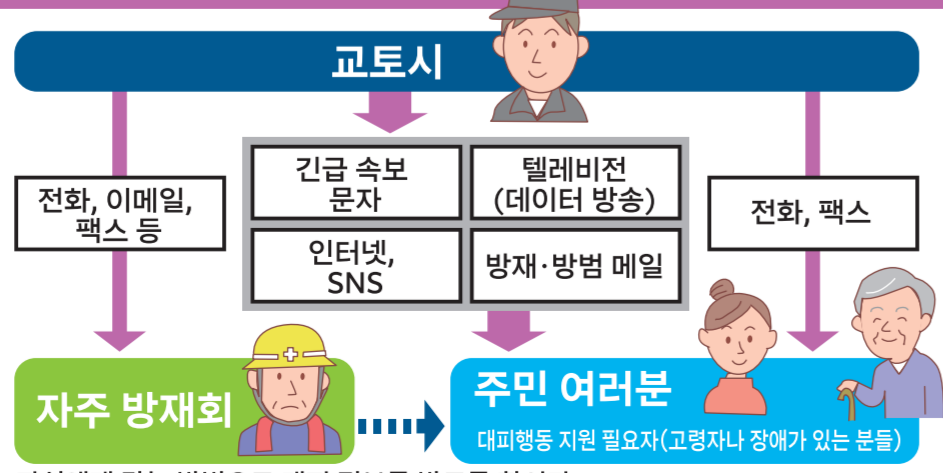 교토시
전화, 이메일,
팩스 등
긴급 속보
문자
텔레비전
(데이터 방송)
인터넷,
SNS
방재·방범 메일
전화, 팩스
자주 방재회
주민 여러분
대피행동 지원 필요자(고령자나 장애가 있는 분들)